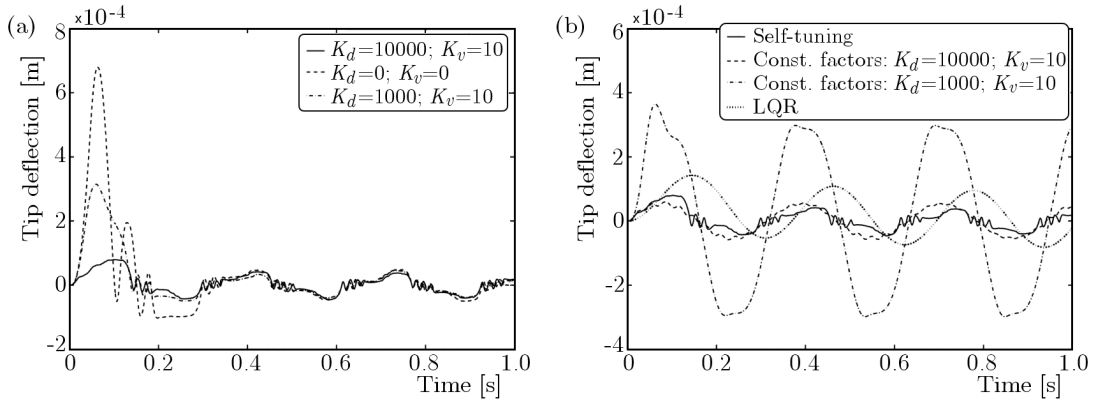 (a)
×10⁻⁴
8
6
4
2
0
-2
Tip deflection [m]
K_d=10000; K_v=10
K_d=0; K_v=0
K_d=1000; K_v=10
0 0.2 0.4 0.6 0.8 1.0
Time [s]
(b)
×10⁻⁴
6
4
2
0
-2
-4
Tip deflection [m]
Self-tuning
Const. factors: K_d=10000; K_v=10
Const. factors: K_d=1000; K_v=10
LQR
0 0.2 0.4 0.6 0.8 1.0
Time [s]